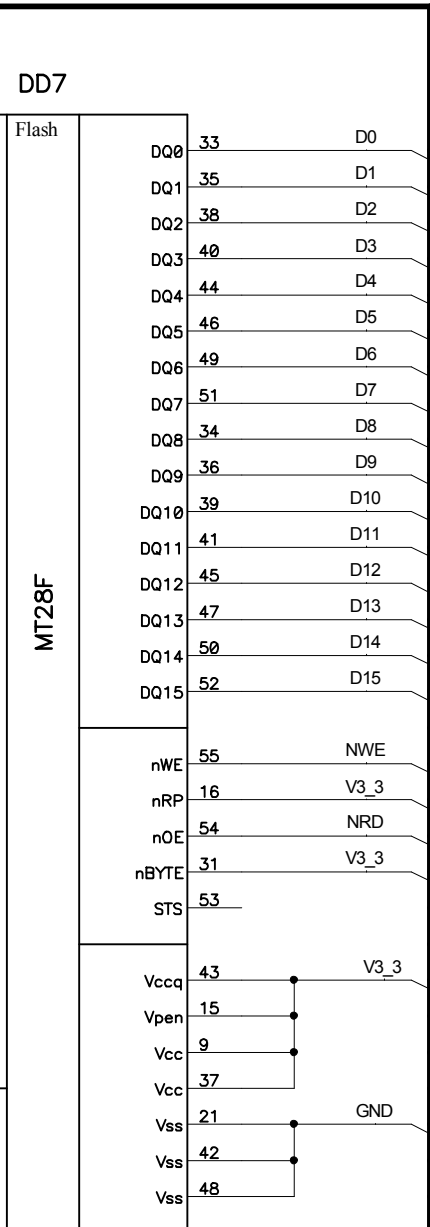 DD7
Flash
MT28F
DQ0 33 D0
DQ1 35 D1
DQ2 38 D2
DQ3 40 D3
DQ4 44 D4
DQ5 46 D5
DQ6 49 D6
DQ7 51 D7
DQ8 34 D8
DQ9 36 D9
DQ10 39 D10
DQ11 41 D11
DQ12 45 D12
DQ13 47 D13
DQ14 50 D14
DQ15 52 D15
nWE 55 NWE
nRP 16 V3_3
nOE 54 NRD
nBYTE 31 V3_3
STS 53
Vccq 43 V3_3
Vpen 15
Vcc 9
Vcc 37
Vss 21 GND
Vss 42
Vss 48